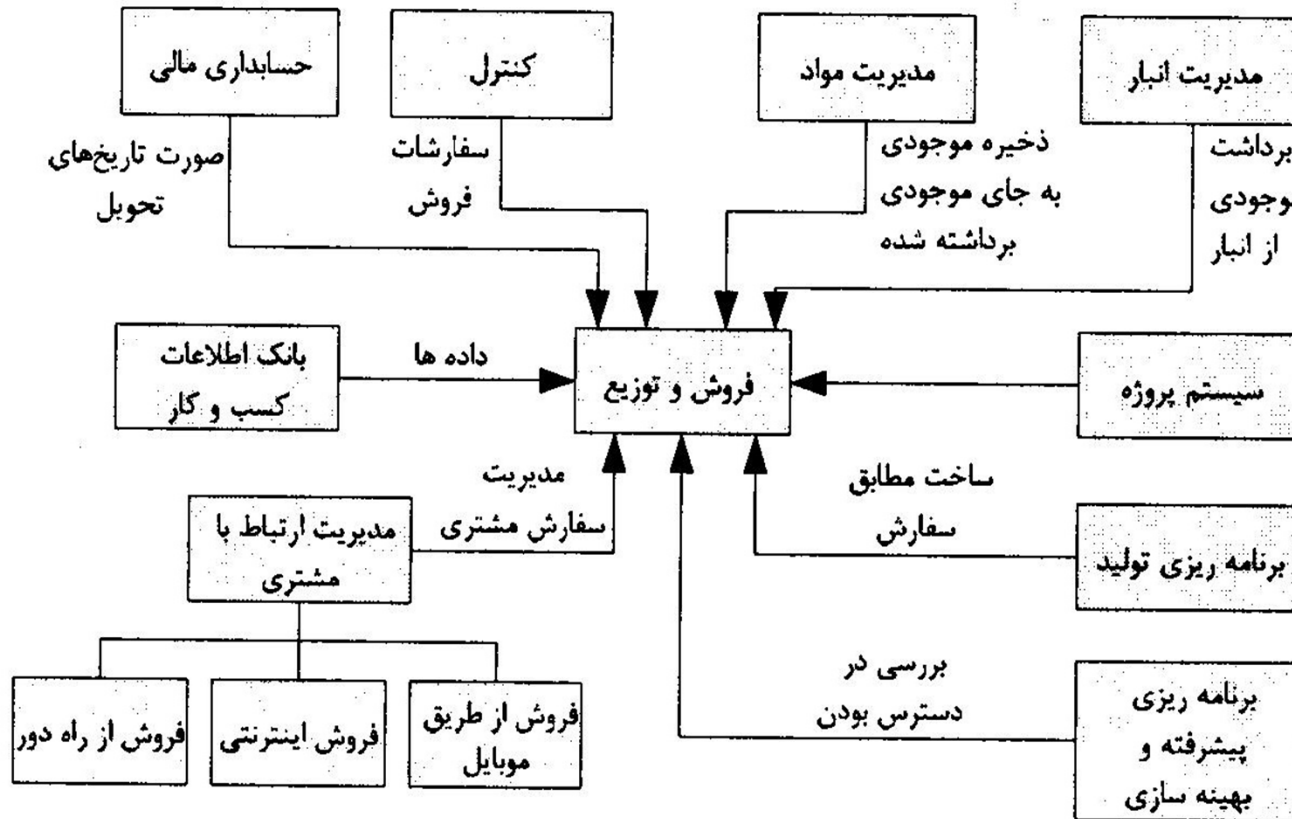 مدیریت انبار
مدیریت مواد
کنترل
حسابداری مالی
برداشت
موجودی
از انبار
ذخیره موجودی
به جای موجودی
برداشته شده
سفارشات
فروش
صورت تاریخ‌های
تحویل
سیستم پروژه
فروش و توزیع
داده ها
بانک اطلاعات
کسب و کار
ساخت مطابق
سفارش
برنامه ریزی تولید
مدیریت
سفارش مشتری
مدیریت ارتباط با
مشتری
بررسی در
دسترس بودن
برنامه ریزی
پیشرفته و
بهینه سازی
فروش از طریق
موبایل
فروش اینترنتی
فروش از راه دور